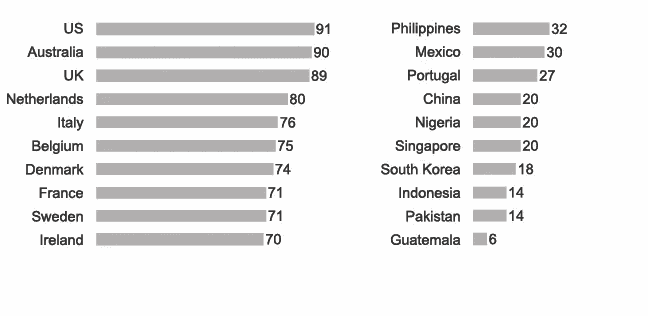 US 91
Australia 90
UK 89
Netherlands 80
Italy 76
Belgium 75
Denmark 74
France 71
Sweden 71
Ireland 70
Philippines 32
Mexico 30
Portugal 27
China 20
Nigeria 20
Singapore 20
South Korea 18
Indonesia 14
Pakistan 14
Guatemala 6